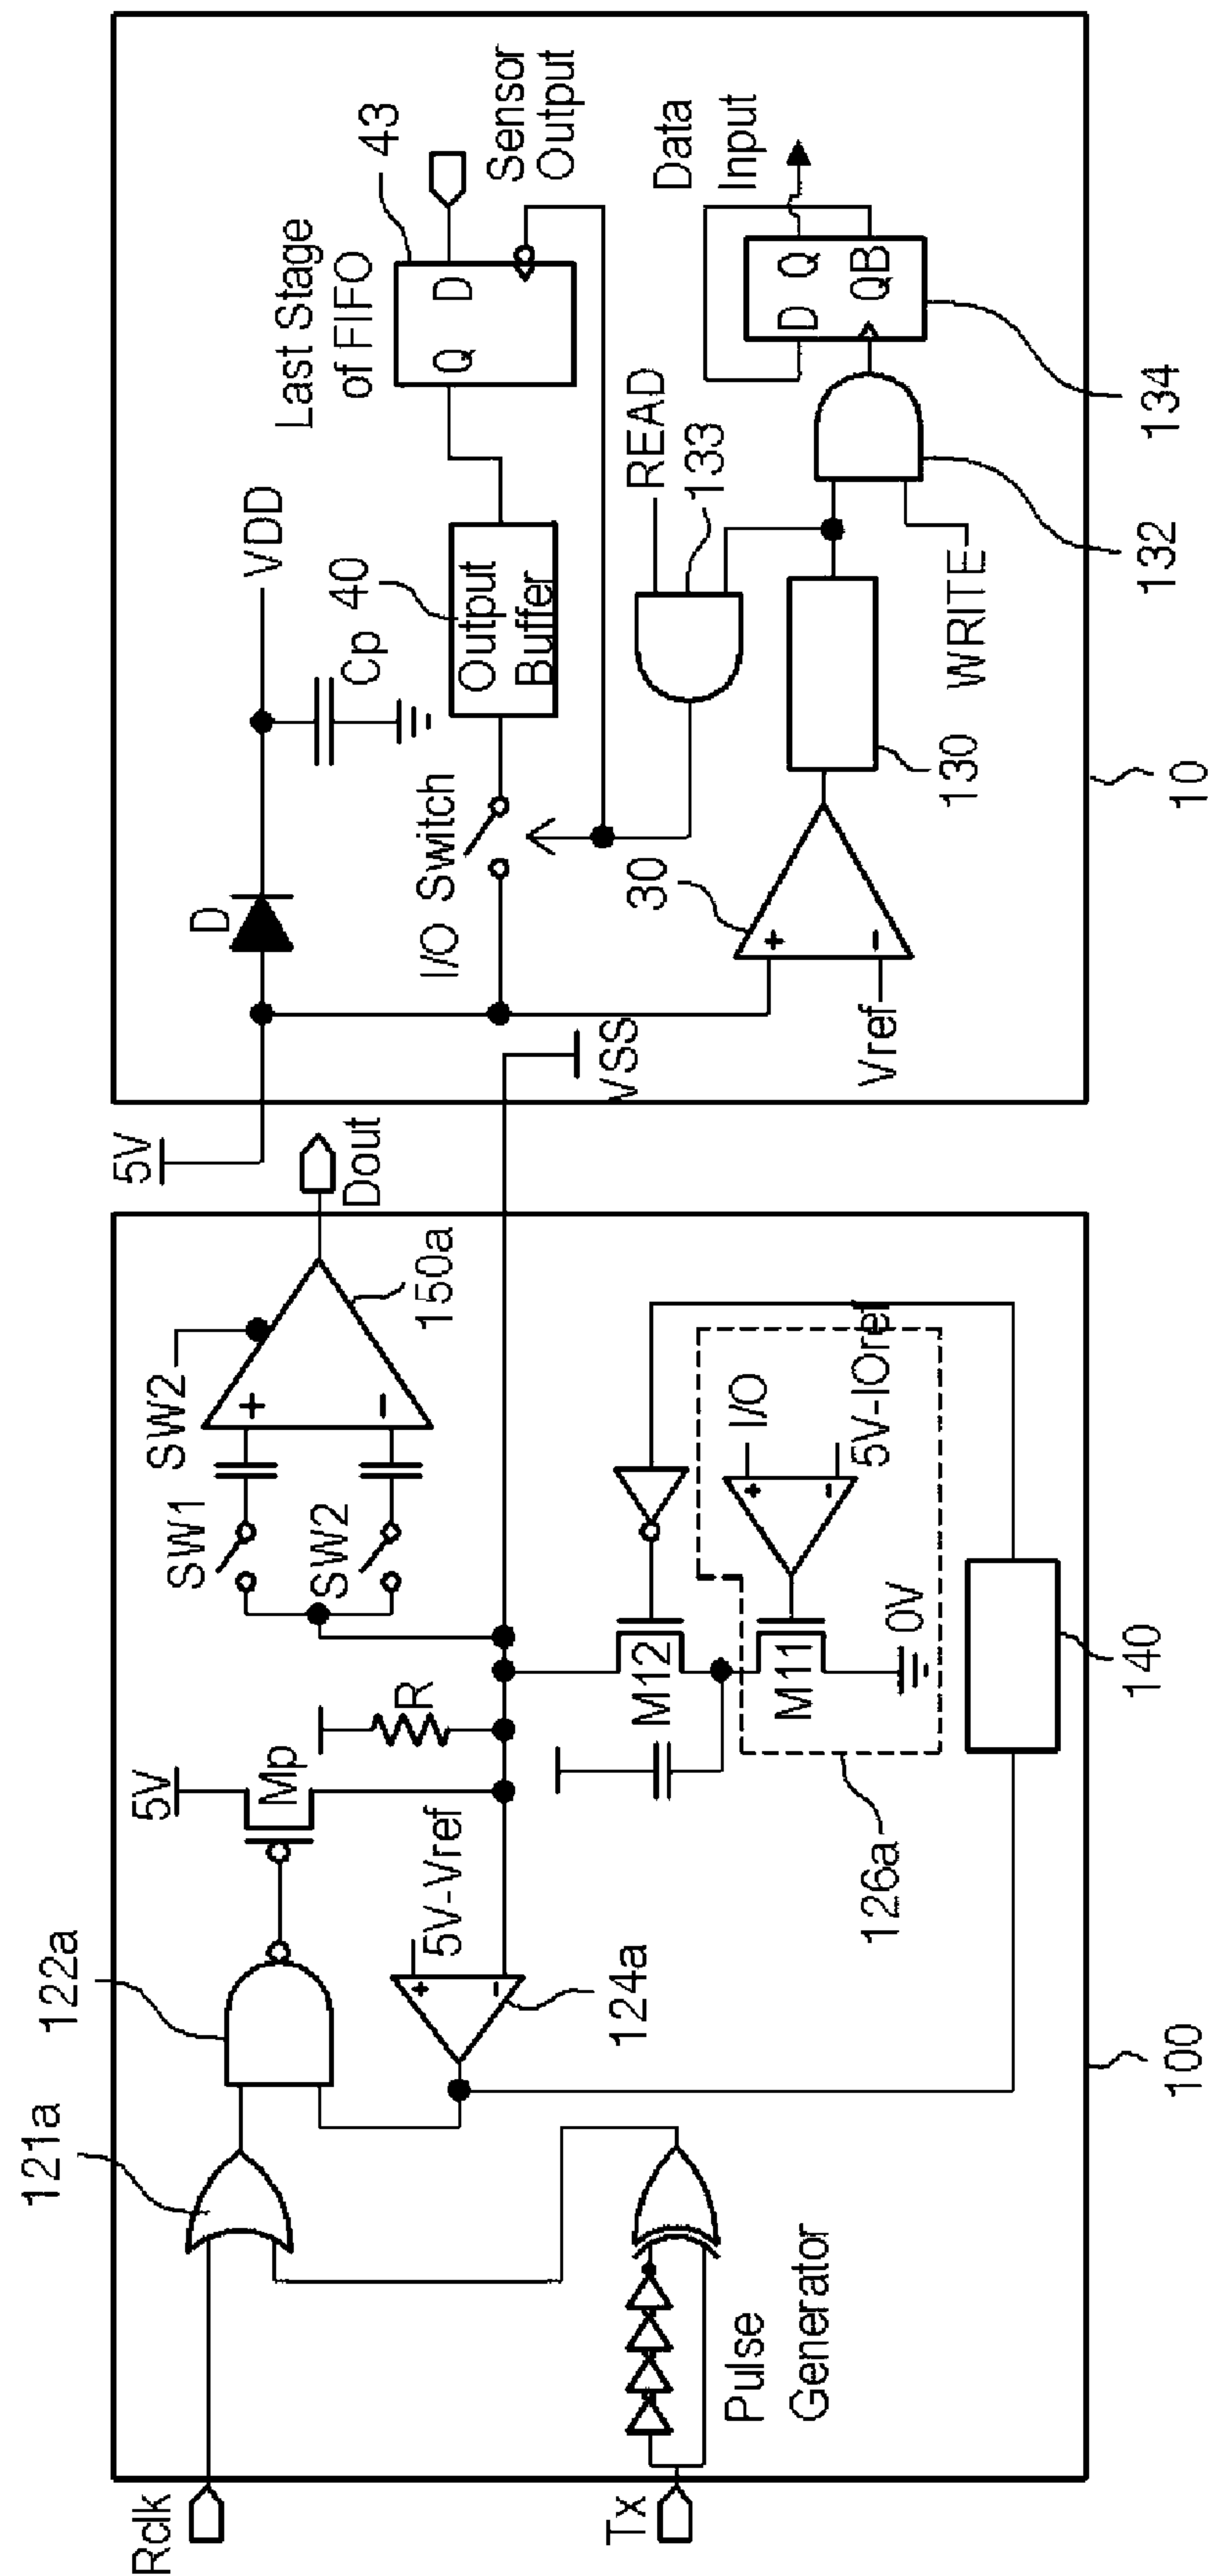 Rclk
Tx
121a
122a
5V
Mp
R
SW1
SW2
SW2
+
-
150a
Dout
5V-Vref
+
-
124a
Pulse
Generator
M12
M11
0V
I/O
5V-IOref
+
-
126a
140
100
5V
D
VDD
Cp
I/O Switch
VSS
Output
Buffer
40
Last Stage
of FIFO
43
Q
D
Sensor
Output
READ
133
30
+
-
Vref
130
WRITE
132
D
Q
QB
134
Data
Input
10